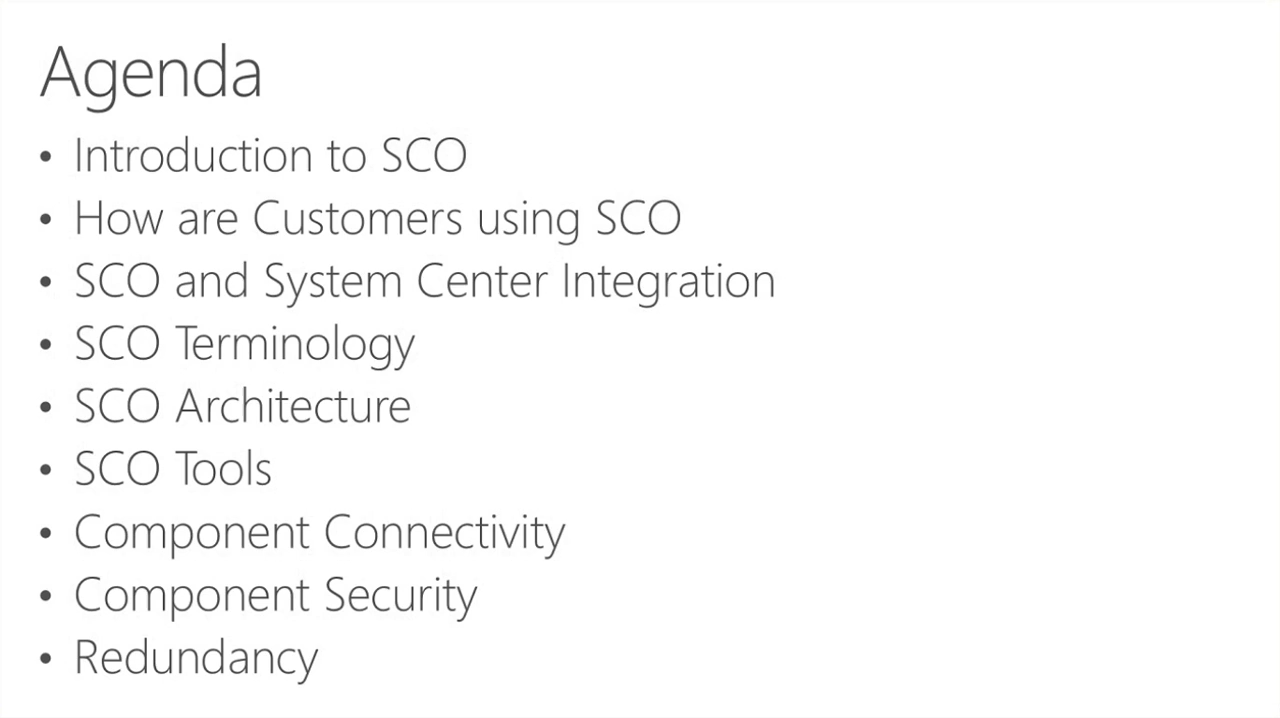 Agenda
• Introduction to SCO
• How are Customers using SCO
• SCO and System Center Integration
• SCO Terminology
• SCO Architecture
• SCO Tools
• Component Connectivity
• Component Security
• Redundancy